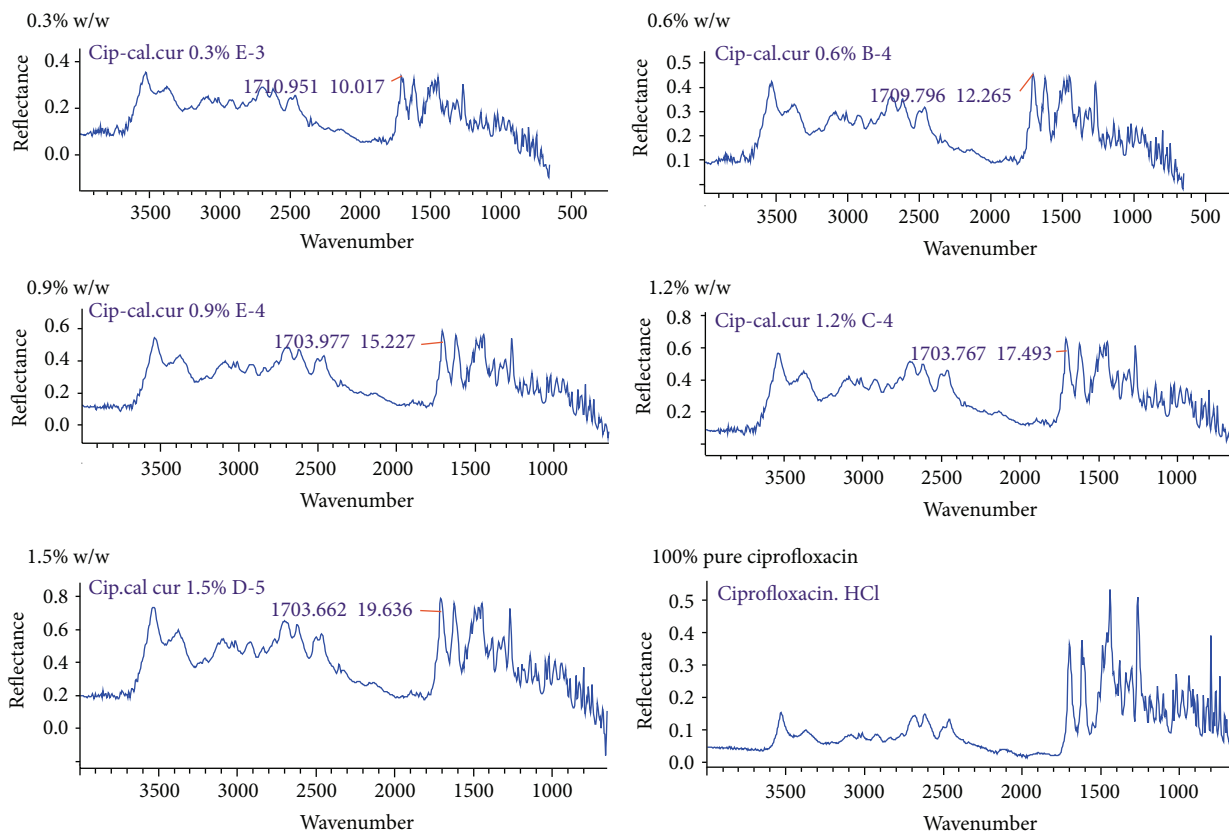 0.3% w/w
Cip-cal.cur 0.3% E-3
1710.951 10.017
Reflectance
0.4
0.2
0.0
3500 3000 2500 2000 1500 1000 500
Wavenumber
0.6% w/w
Cip-cal.cur 0.6% B-4
1709.796 12.265
Reflectance
0.5
0.4
0.3
0.2
0.1
3500 3000 2500 2000 1500 1000 500
Wavenumber
0.9% w/w
Cip-cal.cur 0.9% E-4
1703.977 15.227
Reflectance
0.6
0.4
0.2
0.0
3500 3000 2500 2000 1500 1000
Wavenumber
1.2% w/w
Cip-cal.cur 1.2% C-4
1703.767 17.493
Reflectance
0.8
0.6
0.4
0.2
3500 3000 2500 2000 1500 1000
Wavenumber
1.5% w/w
Cip.cal cur 1.5% D-5
1703.662 19.636
Reflectance
0.8
0.6
0.4
0.2
0.0
3500 3000 2500 2000 1500 1000
Wavenumber
100% pure ciprofloxacin
Ciprofloxacin. HCl
Reflectance
0.5
0.4
0.3
0.2
0.1
0.0
3500 3000 2500 2000 1500 1000
Wavenumber